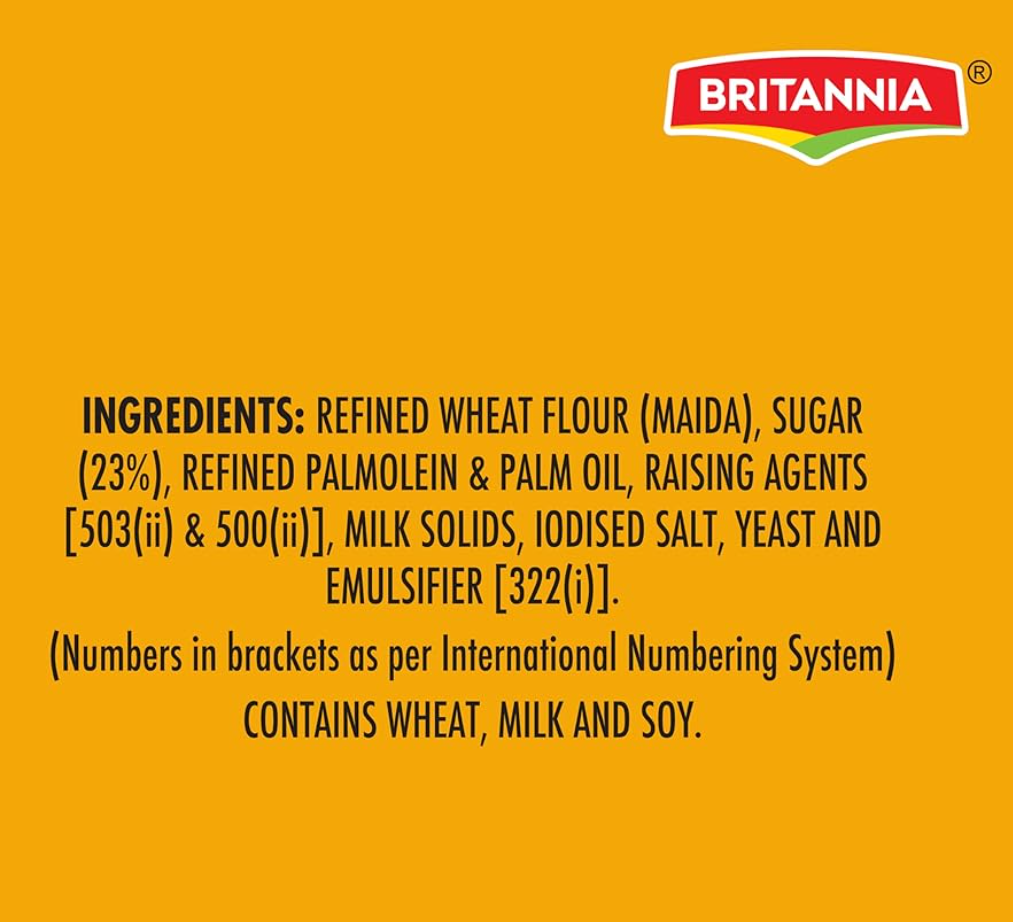 BRITANNIA ®
INGREDIENTS: REFINED WHEAT FLOUR (MAIDA), SUGAR
(23%), REFINED PALMOLEIN & PALM OIL, RAISING AGENTS
[503(ii) & 500(ii)], MILK SOLIDS, IODISED SALT, YEAST AND
EMULSIFIER [322(i)].
(Numbers in brackets as per International Numbering System)
CONTAINS WHEAT, MILK AND SOY.